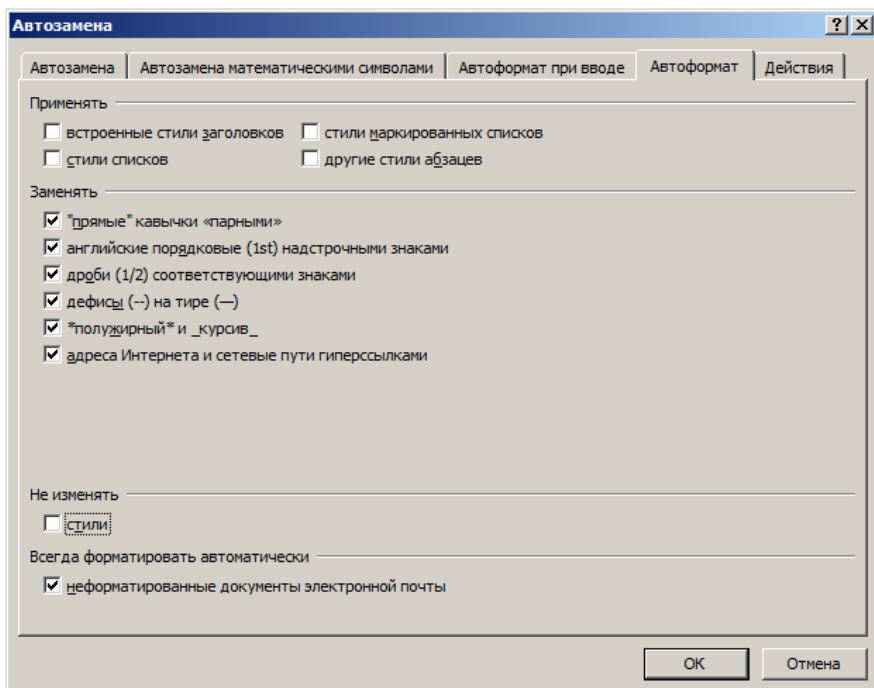 Автозамена
Автозамена Автозамена математическими символами Автоформат при вводе Автоформат Действия
Применять
встроенные стили заголовков стили маркированных списков
стили списков другие стили абзацев
Заменять
"прямые" кавычки «парными»
английские порядковые (1st) надстрочными знаками
дроби (1/2) соответствующими знаками
дефисы (--) на тире (—)
*полужирный* и _курсив_
адреса Интернета и сетевые пути гиперссылками
Не изменять
стили
Всегда форматировать автоматически
неформатированные документы электронной почты
ОК Отмена